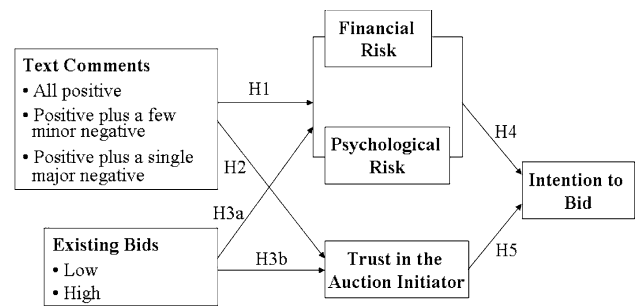 Text Comments
• All positive
• Positive plus a few
minor negative
• Positive plus a single
major negative
Existing Bids
• Low
• High
H1
H2
H3a
H3b
Financial
Risk
Psychological
Risk
Trust in the
Auction Initiator
H4
H5
Intention to
Bid